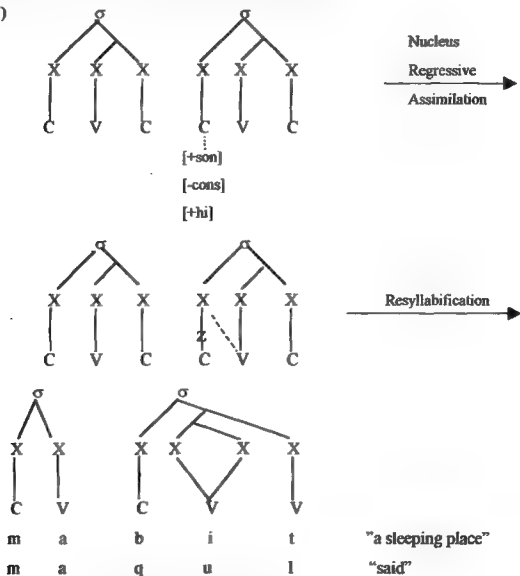 ) σ σ
Nucleus
X X X X X X Regressive
Assimilation
C V C C V C
[+son]
[-cons]
[+hi]
σ σ
X X X X X X Resyllabification
Z
C V C C V C
σ σ
X X X X X X
C V C V V
m a b i t "a sleeping place"
m a q u l "said"